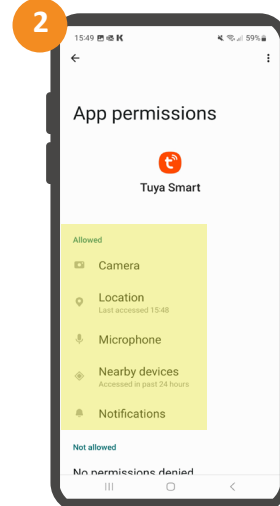 2
15:49 59%
App permissions
Tuya Smart
Allowed
Camera
Location
Last accessed 15:48
Microphone
Nearby devices
Accessed in past 24 hours
Notifications
Not allowed
No permissions denied